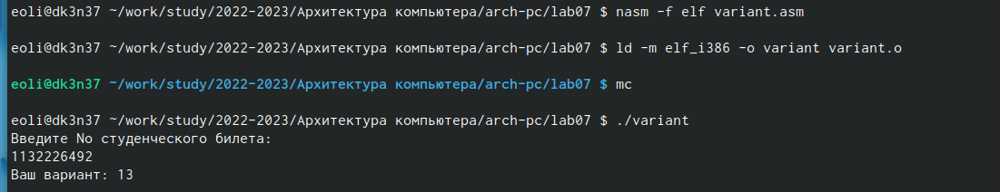 eoli@dk3n37 ~/work/study/2022-2023/Архитектура компьютера/arch-pc/lab07 $ nasm -f elf variant.asm
eoli@dk3n37 ~/work/study/2022-2023/Архитектура компьютера/arch-pc/lab07 $ ld -m elf_i386 -o variant variant.o
eoli@dk3n37 ~/work/study/2022-2023/Архитектура компьютера/arch-pc/lab07 $ mc
eoli@dk3n37 ~/work/study/2022-2023/Архитектура компьютера/arch-pc/lab07 $ ./variant
Введите No студенческого билета:
1132226492
Ваш вариант: 13